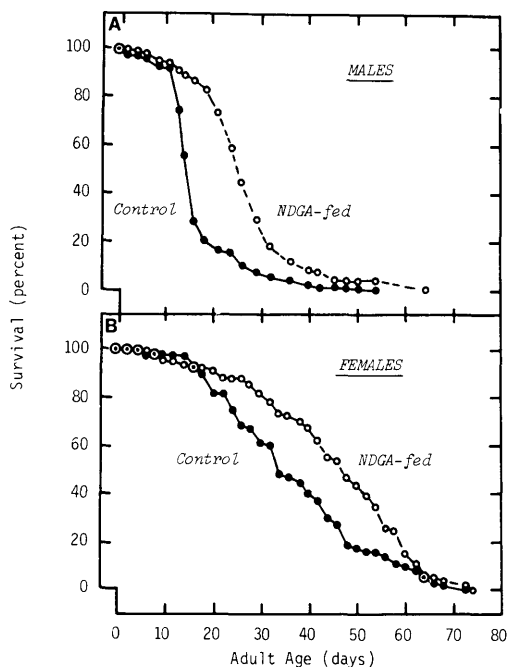 A
100
80
60
40
20
0
MALES
Control
NDGA-fed
Survival (percent)
B
100
80
60
40
20
0
FEMALES
Control
NDGA-fed
0 10 20 30 40 50 60 70 80
Adult Age (days)